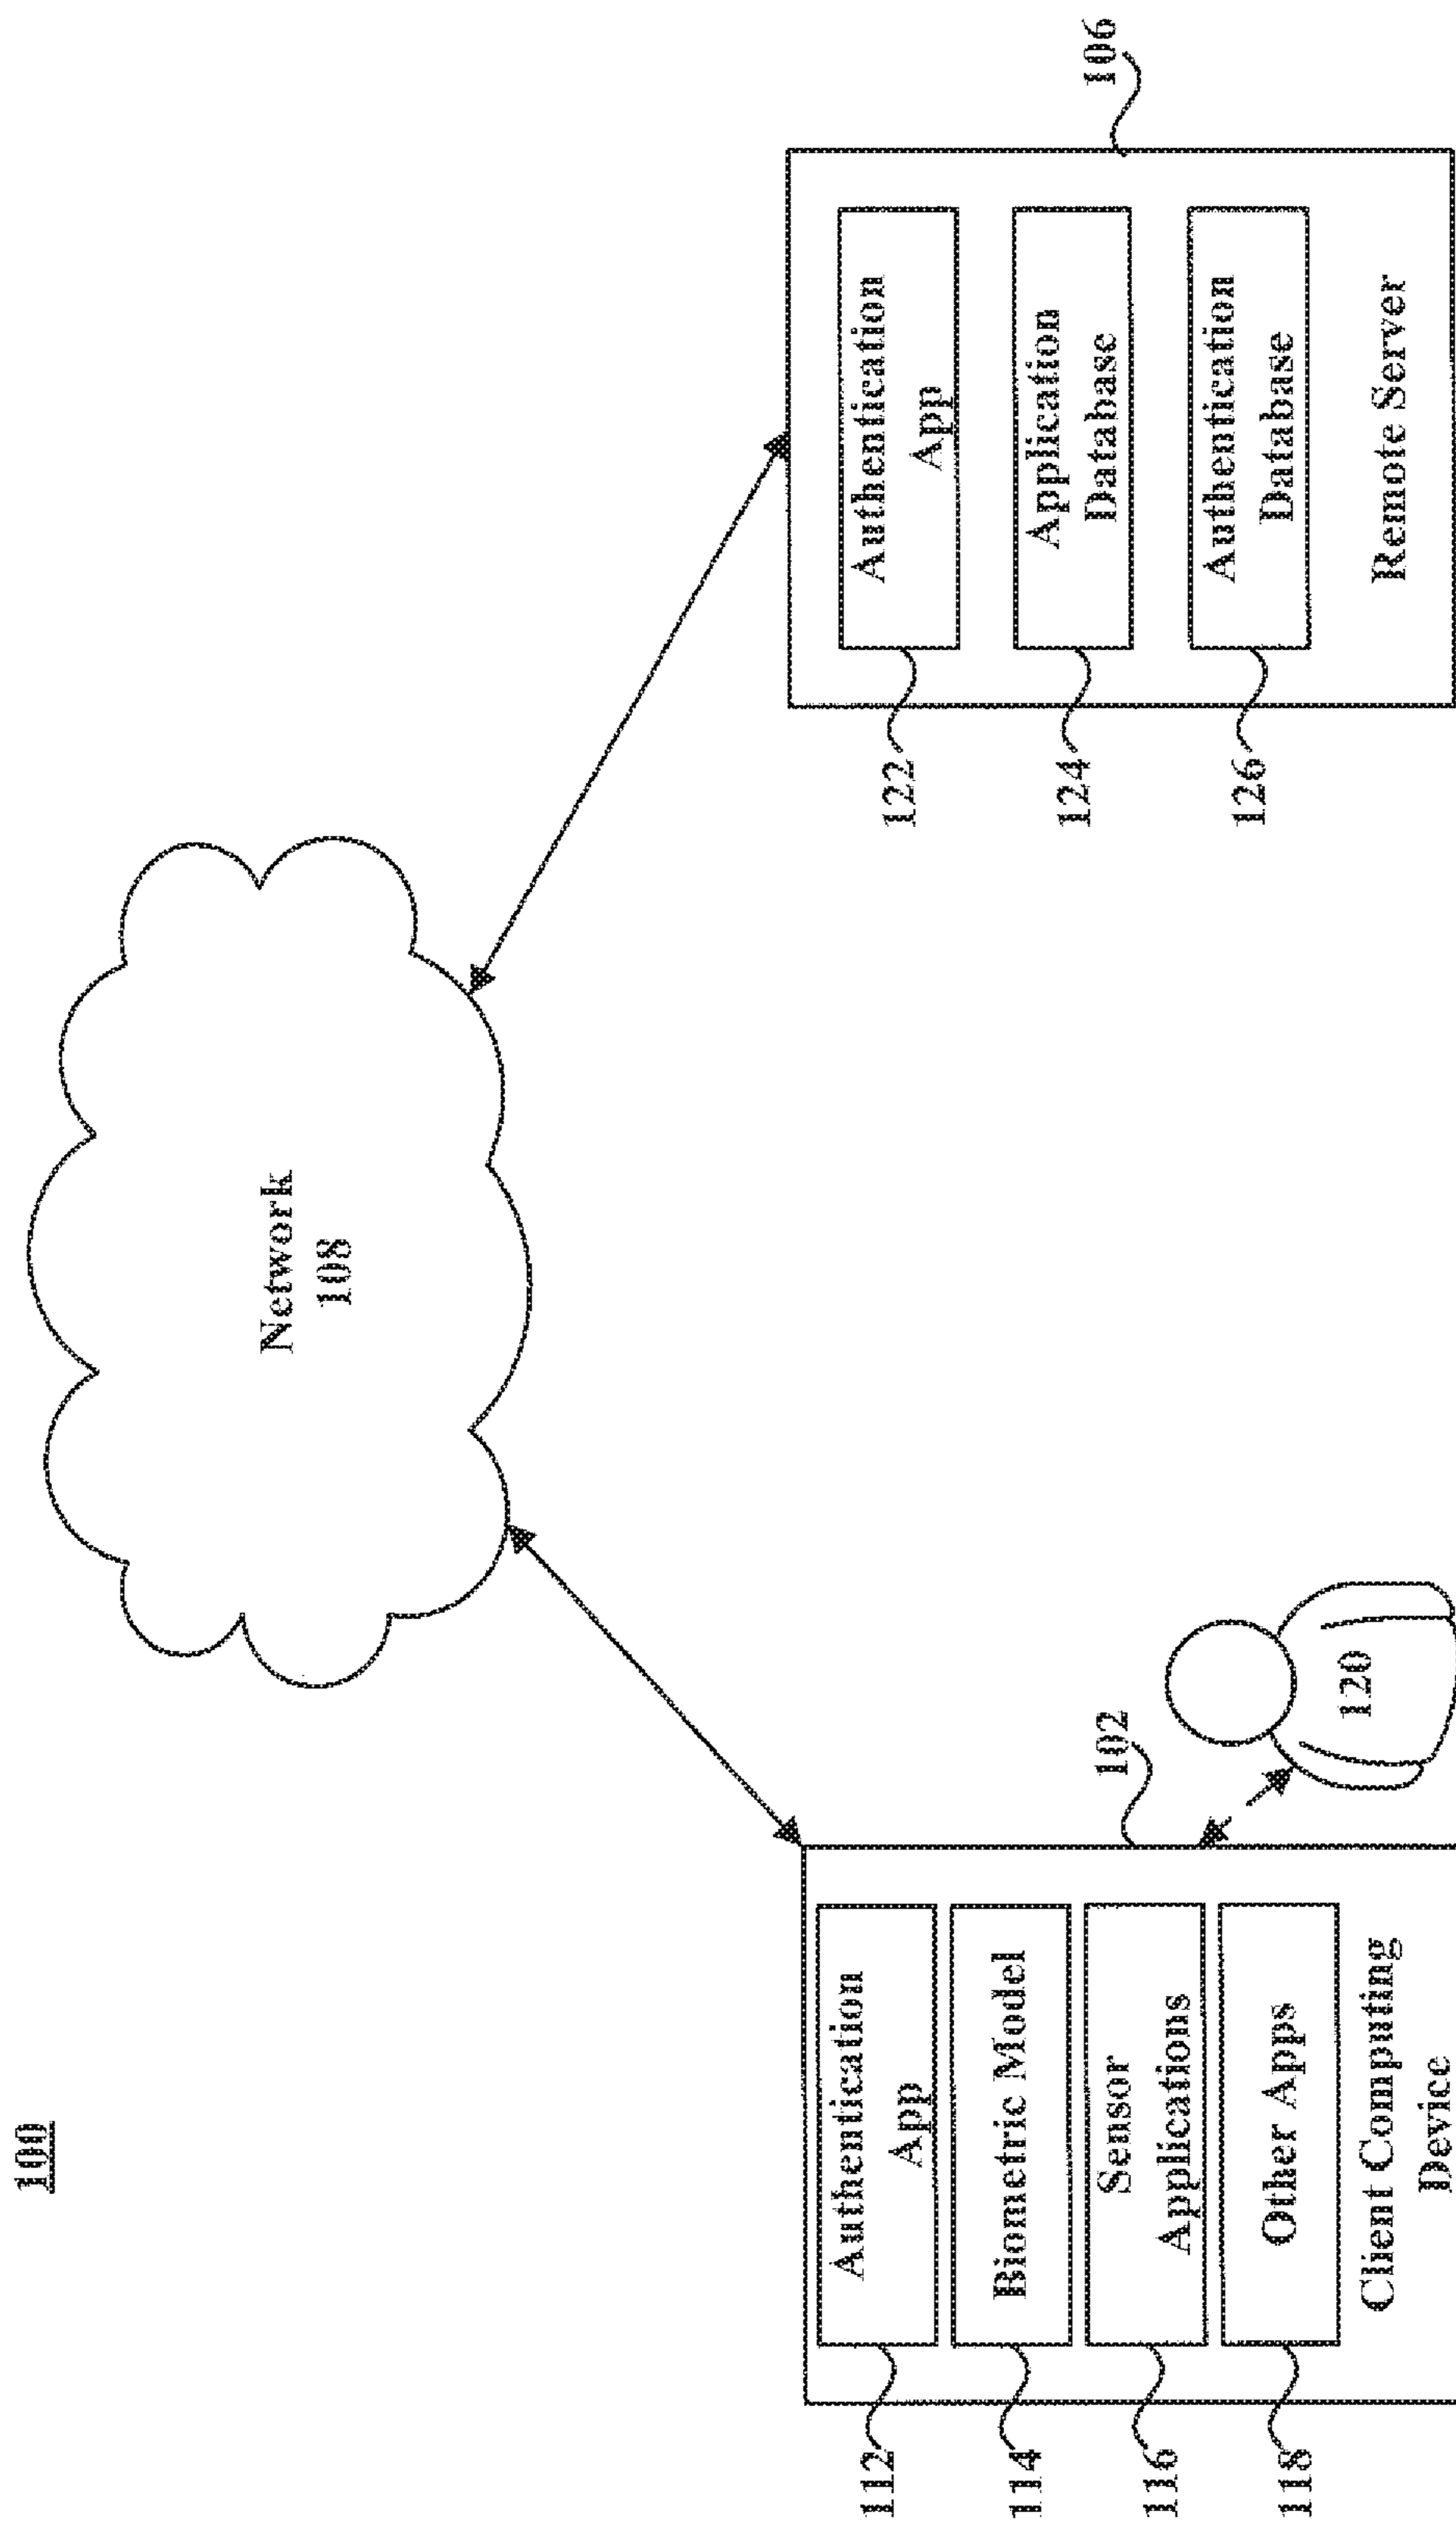 100
Network
108
102
106
112
Authentication
App
114
Biometric Model
116
Sensor
Applications
118
Other Apps
Client Computing
Device
120
122
Authentication
App
124
Application
Database
126
Authentication
Database
Remote Server